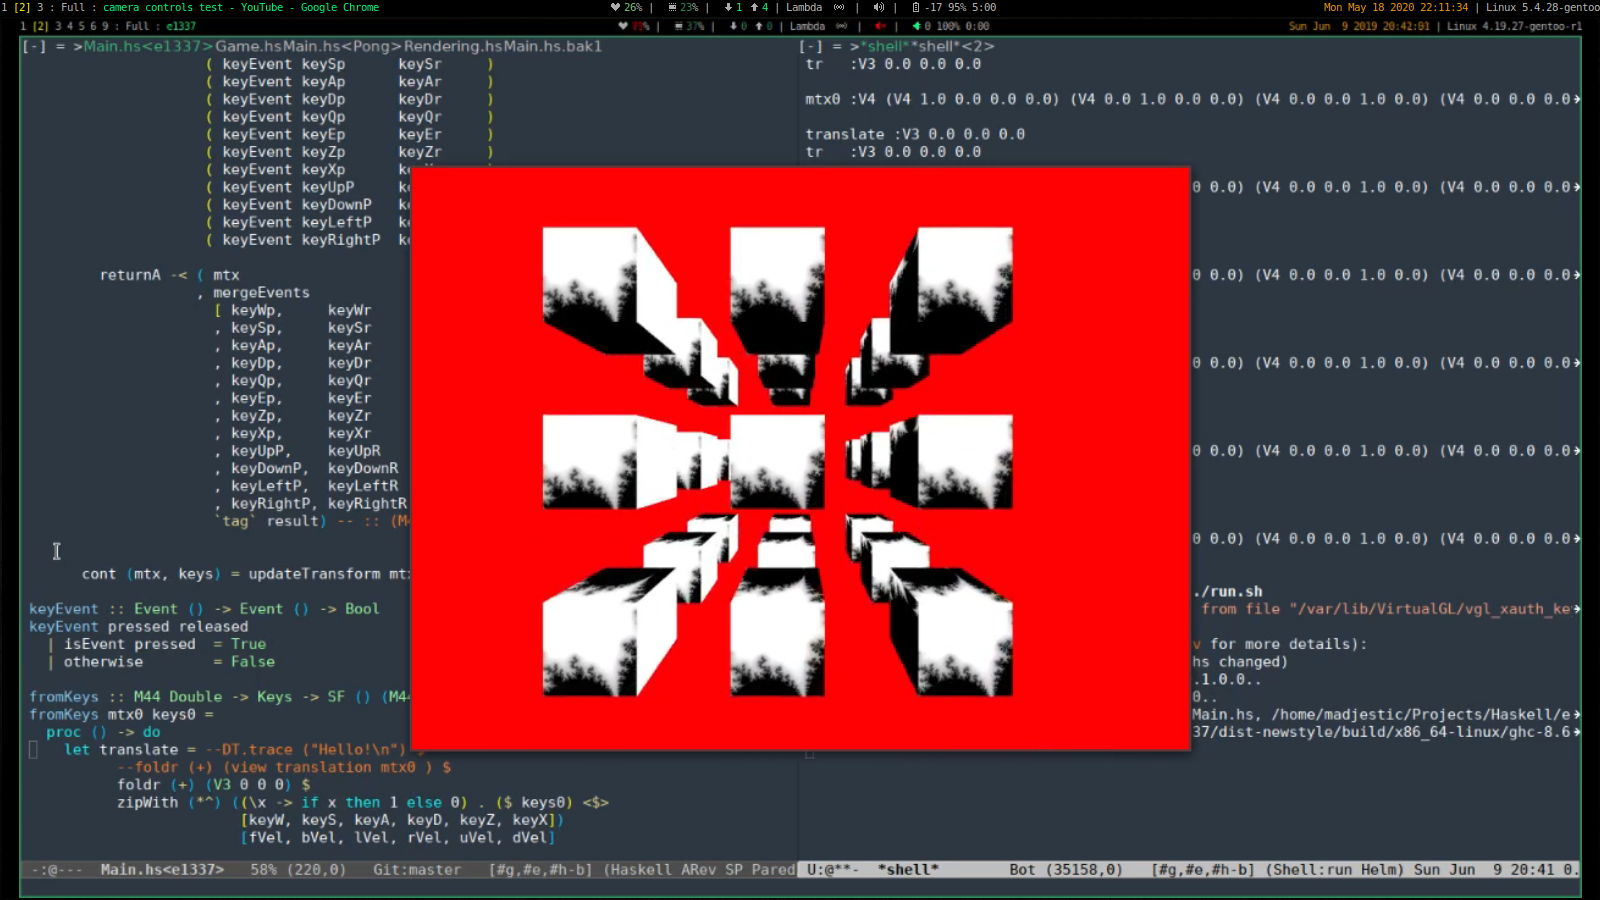 1 [2] 3 : Full : camera controls test - YouTube - Google Chrome 26% | 23% | 1 4 | Lambda | | -17 95% 5:00 Mon May 18 2020 22:11:34 | Linux 5.4.28-gentoo
1 [2] 3 4 5 6 9 : Full : e1337 | 37% | 0 0 | Lambda | | 0 100% 0:00 Sun Jun 9 2019 20:42:01 | Linux 4.19.27-gentoo-r1
[-] = >Main.hs<e1337>Game.hsMain.hs<Pong>Rendering.hsMain.hs.bak1
( keyEvent keySp keySr )
( keyEvent keyAp keyAr )
( keyEvent keyDp keyDr )
( keyEvent keyQp keyQr )
( keyEvent keyEp keyEr )
( keyEvent keyZp keyZr )
( keyEvent keyXp
( keyEvent keyUpP
( keyEvent keyDownP
( keyEvent keyLeftP
( keyEvent keyRightP
returnA -< ( mtx
, mergeEvents
[ keyWp, keyWr
, keySp, keySr
, keyAp, keyAr
, keyDp, keyDr
, keyQp, keyQr
, keyEp, keyEr
, keyZp, keyZr
, keyXp, keyXr
, keyUpP, keyUpR
, keyDownP, keyDownR
, keyLeftP, keyLeftR
, keyRightP, keyRightR
`tag` result) -- :: (M4
cont (mtx, keys) = updateTransform mtx
keyEvent :: Event () -> Event () -> Bool
keyEvent pressed released
| isEvent pressed = True
| otherwise = False
fromKeys :: M44 Double -> Keys -> SF () (M44
fromKeys mtx0 keys0 =
proc () -> do
let translate = --DT.trace ("Hello!\n") $
--foldr (+) (view translation mtx0 ) $
foldr (+) (V3 0 0 0) $
zipWith (*^) ((\x -> if x then 1 else 0) . ($ keys0) <$>
[keyW, keyS, keyA, keyD, keyZ, keyX])
[fVel, bVel, lVel, rVel, uVel, dVel]
-:@--- Main.hs<e1337> 58% (220,0) Git:master [#g,#e,#h-b] (Haskell ARev SP Pared
[-] = >*shell**shell*<2>
tr :V3 0.0 0.0 0.0
mtx0 :V4 (V4 1.0 0.0 0.0 0.0) (V4 0.0 1.0 0.0 0.0) (V4 0.0 0.0 1.0 0.0) (V4 0.0 0.0 0.0
translate :V3 0.0 0.0 0.0
tr :V3 0.0 0.0 0.0
0 0.0) (V4 0.0 0.0 1.0 0.0) (V4 0.0 0.0 0.0
0 0.0) (V4 0.0 0.0 1.0 0.0) (V4 0.0 0.0 0.0
0 0.0) (V4 0.0 0.0 1.0 0.0) (V4 0.0 0.0 0.0
0 0.0) (V4 0.0 0.0 1.0 0.0) (V4 0.0 0.0 0.0
0 0.0) (V4 0.0 0.0 1.0 0.0) (V4 0.0 0.0 0.0
./run.sh
from file "/var/lib/VirtualGL/vgl_xauth_ke
v for more details):
hs changed)
.1.0.0..
0..
Main.hs, /home/madjestic/Projects/Haskell/e
37/dist-newstyle/build/x86_64-linux/ghc-8.6
U:@**- *shell* Bot (35158,0) [#g,#e,#h-b] (Shell:run Helm) Sun Jun 9 20:41 0.